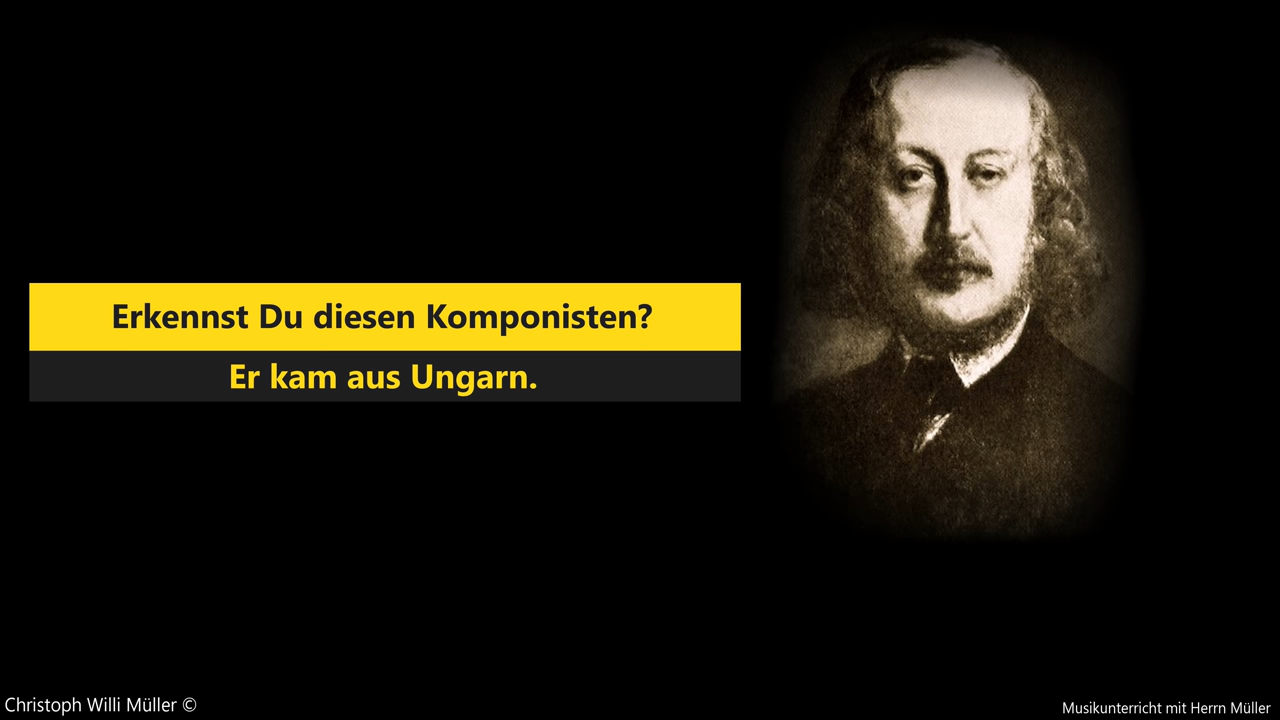 Erkennst Du diesen Komponisten?
Er kam aus Ungarn.
Christoph Willi Müller ©
Musikunterricht mit Herrn Müller